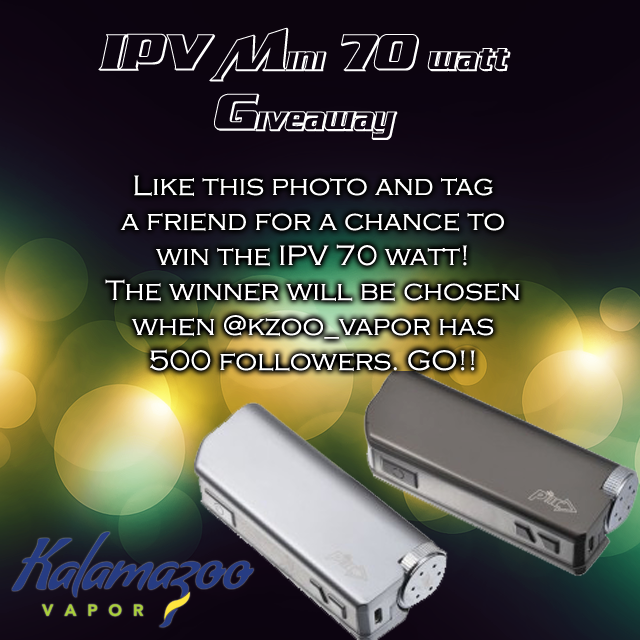 IPV Mini 70 watt
Giveaway
Like this photo and tag
a friend for a chance to
win the IPV 70 watt!
The winner will be chosen
when @kzoo_vapor has
500 followers. GO!!
Kalamazoo
VAPOR